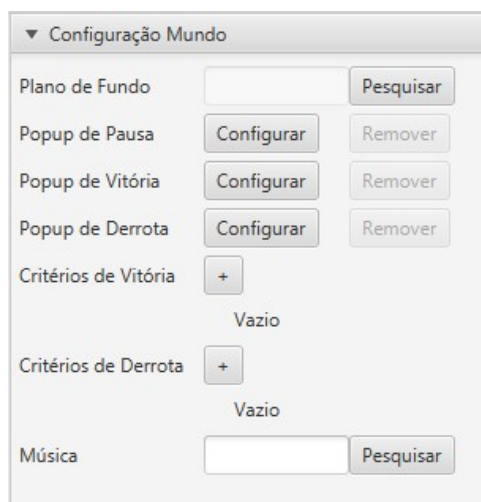 ▼ Configuração Mundo
Plano de Fundo Pesquisar
Popup de Pausa Configurar Remover
Popup de Vitória Configurar Remover
Popup de Derrota Configurar Remover
Critérios de Vitória +
Vazio
Critérios de Derrota +
Vazio
Música Pesquisar